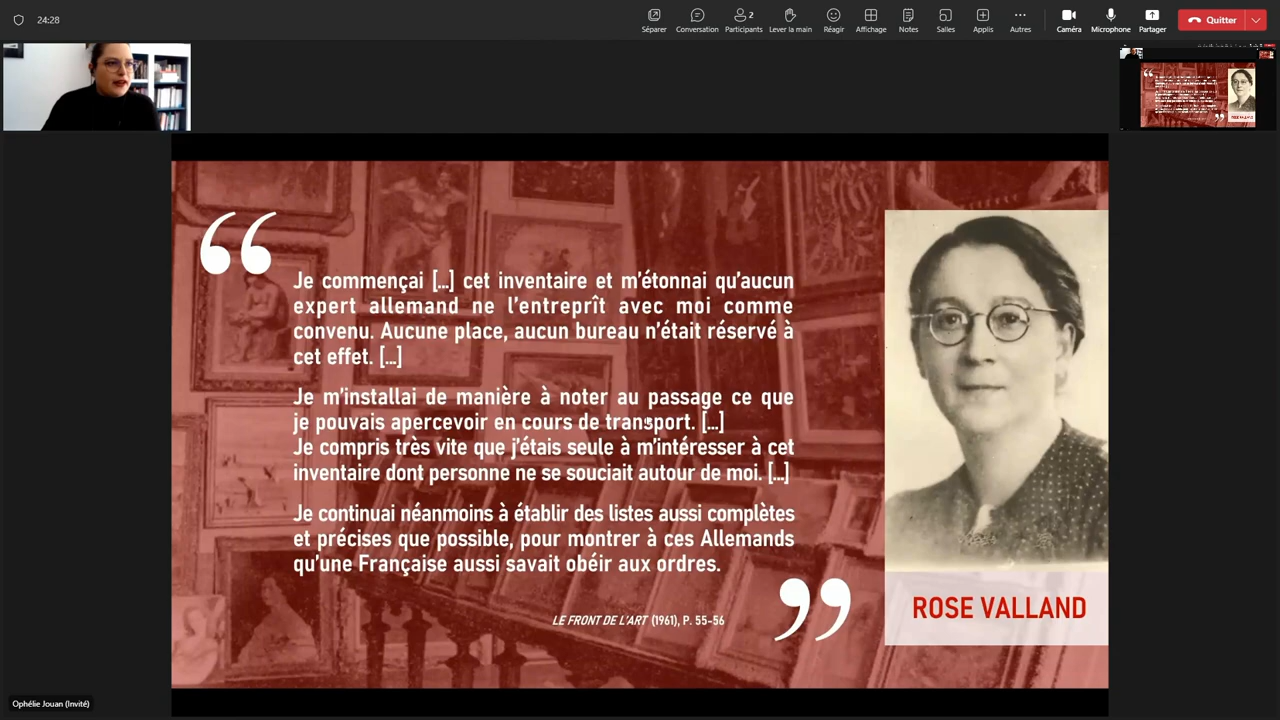 24:28
Séparer Conversation Participants 2 Lever la main Réagir Affichage Notes Salles Applis Autres Caméra Microphone Partager Quitter
“
Je commençai [...] cet inventaire et m’étonnai qu’aucun
expert allemand ne l’entreprît avec moi comme
convenu. Aucune place, aucun bureau n’était réservé à
cet effet. [...]
Je m’installai de manière à noter au passage ce que
je pouvais apercevoir en cours de transport. [...]
Je compris très vite que j’étais seule à m’intéresser à cet
inventaire dont personne ne se souciait autour de moi. [...]
Je continuai néanmoins à établir des listes aussi complètes
et précises que possible, pour montrer à ces Allemands
qu’une Française aussi savait obéir aux ordres.
”
LE FRONT DE L’ART (1961), P. 55-56
ROSE VALLAND
Ophélie Jouan (Invité)